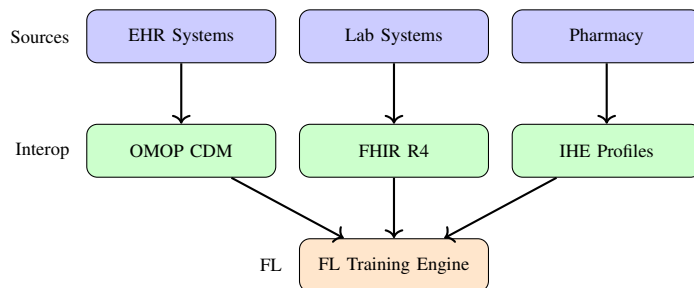 Sources
EHR Systems
Lab Systems
Pharmacy
Interop
OMOP CDM
FHIR R4
IHE Profiles
FL
FL Training Engine